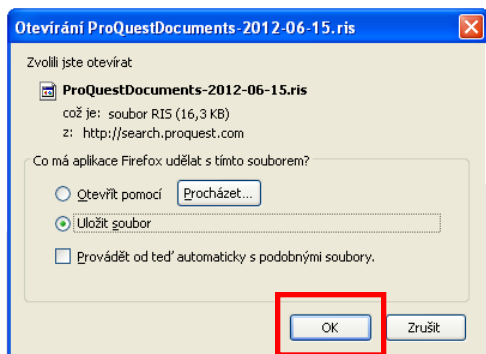 Otevírání ProQuestDocuments-2012-06-15.ris
Zvolili jste otevírat
ProQuestDocuments-2012-06-15.ris
což je: soubor RIS (16,3 KB)
z: http://search.proquest.com
Co má aplikace Firefox udělat s tímto souborem?
Otevřít pomocí Procházet...
Uložit soubor
Provádět od teď automaticky s podobnými soubory.
OK Zrušit